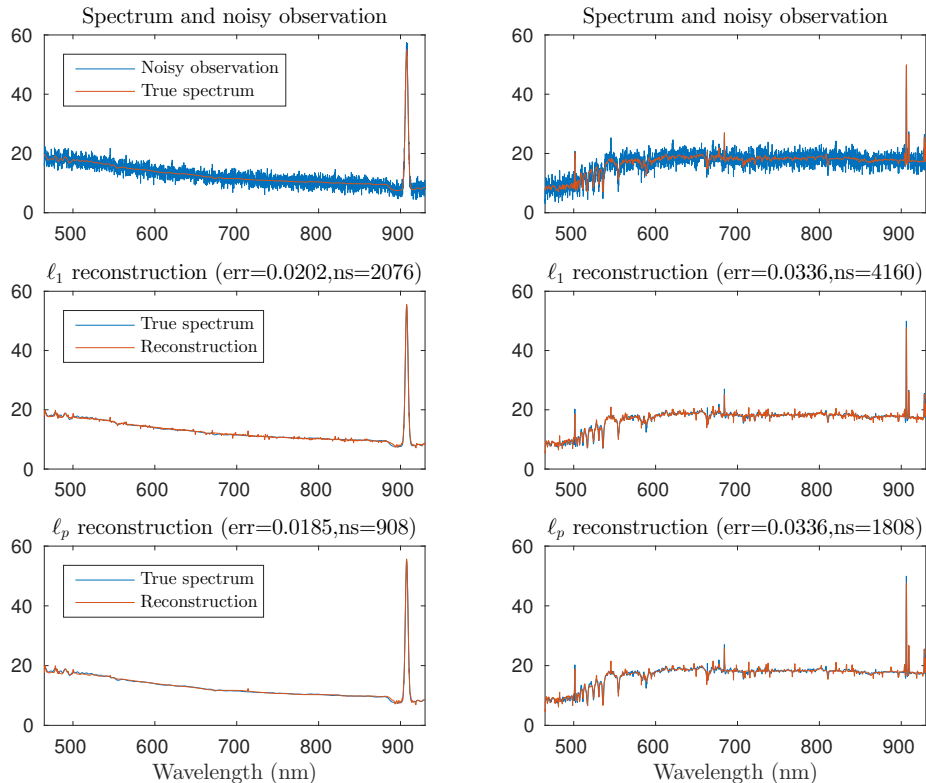 Spectrum and noisy observation
60
40
20
0
Noisy observation
True spectrum
500 600 700 800 900
Spectrum and noisy observation
60
40
20
0
500 600 700 800 900
ℓ₁ reconstruction (err=0.0202,ns=2076)
60
40
20
0
True spectrum
Reconstruction
500 600 700 800 900
ℓ₁ reconstruction (err=0.0336,ns=4160)
60
40
20
0
500 600 700 800 900
ℓₚ reconstruction (err=0.0185,ns=908)
60
40
20
0
True spectrum
Reconstruction
500 600 700 800 900
Wavelength (nm)
ℓₚ reconstruction (err=0.0336,ns=1808)
60
40
20
0
500 600 700 800 900
Wavelength (nm)